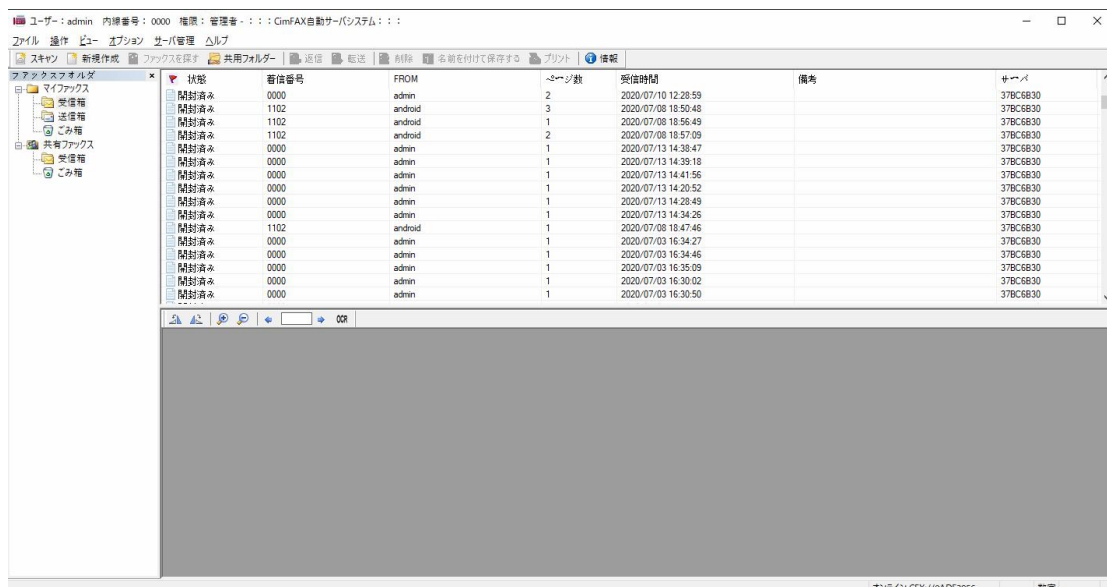 ユーザー：admin 内線番号： 0000 権限： 管理者 - ：：：CimFAX自動サーバシステム：：：
ファイル 操作 ビュー オプション サーバ管理 ヘルプ
スキャン 新規作成 ファックスを探す 共用フォルダー 返信 転送 削除 名前を付けて保存する プリント 情報
ファックスフォルダ
マイファックス
受信箱
送信箱
ごみ箱
共有ファックス
受信箱
ごみ箱
状態 着信番号 FROM ページ数 受信時間 備考 サーバ
開封済み 0000 admin 2 2020/07/10 12:28:59 37BC6B30
開封済み 1102 android 3 2020/07/08 18:50:48 37BC6B30
開封済み 1102 android 1 2020/07/08 18:56:49 37BC6B30
開封済み 1102 android 2 2020/07/08 18:57:09 37BC6B30
開封済み 0000 admin 1 2020/07/13 14:38:47 37BC6B30
開封済み 0000 admin 1 2020/07/13 14:39:18 37BC6B30
開封済み 0000 admin 1 2020/07/13 14:41:56 37BC6B30
開封済み 0000 admin 1 2020/07/13 14:20:52 37BC6B30
開封済み 0000 admin 1 2020/07/13 14:28:49 37BC6B30
開封済み 0000 admin 1 2020/07/13 14:34:26 37BC6B30
開封済み 1102 android 1 2020/07/08 18:47:46 37BC6B30
開封済み 0000 admin 1 2020/07/03 16:34:27 37BC6B30
開封済み 0000 admin 1 2020/07/03 16:34:46 37BC6B30
開封済み 0000 admin 1 2020/07/03 16:35:09 37BC6B30
開封済み 0000 admin 1 2020/07/03 16:30:02 37BC6B30
開封済み 0000 admin 1 2020/07/03 16:30:50 37BC6B30
OCR